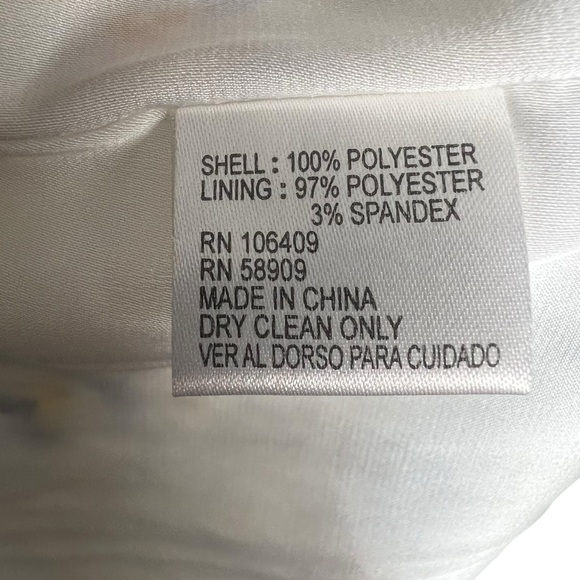 SHELL : 100% POLYESTER
LINING : 97% POLYESTER
3% SPANDEX
RN 106409
RN 58909
MADE IN CHINA
DRY CLEAN ONLY
VER AL DORSO PARA CUIDADO